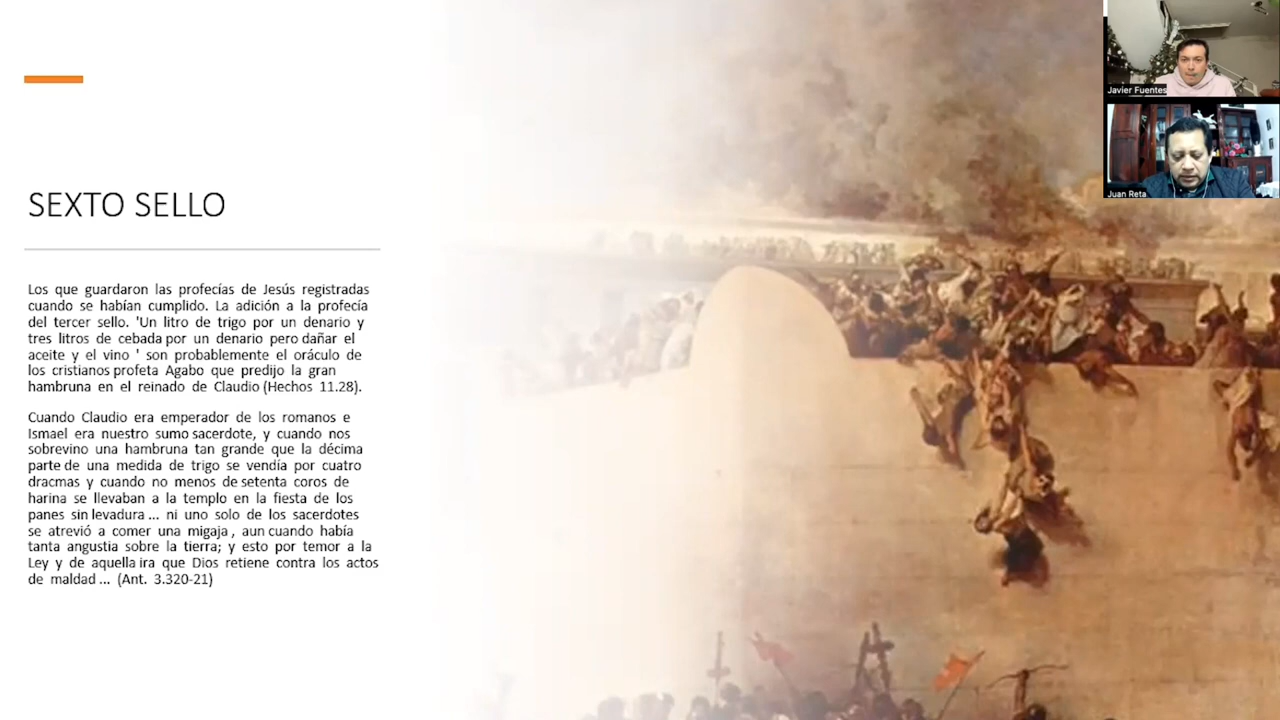 SEXTO SELLO
Los que guardaron las profecías de Jesús registradas
cuando se habían cumplido. La adición a la profecía
del tercer sello. 'Un litro de trigo por un denario y
tres litros de cebada por un denario pero dañar el
aceite y el vino ' son probablemente el oráculo de
los cristianos profeta Agabo que predijo la gran
hambruna en el reinado de Claudio (Hechos 11.28).
Cuando Claudio era emperador de los romanos e
Ismael era nuestro sumo sacerdote, y cuando nos
sobrevino una hambruna tan grande que la décima
parte de una medida de trigo se vendía por cuatro
dracmas y cuando no menos de setenta coros de
harina se llevaban a la templo en la fiesta de los
panes sin levadura ... ni uno solo de los sacerdotes
se atrevió a comer una migaja , aun cuando había
tanta angustia sobre la tierra; y esto por temor a la
Ley y de aquella ira que Dios retiene contra los actos
de maldad ... (Ant. 3.320-21)
Javier Fuentes
Juan Reta